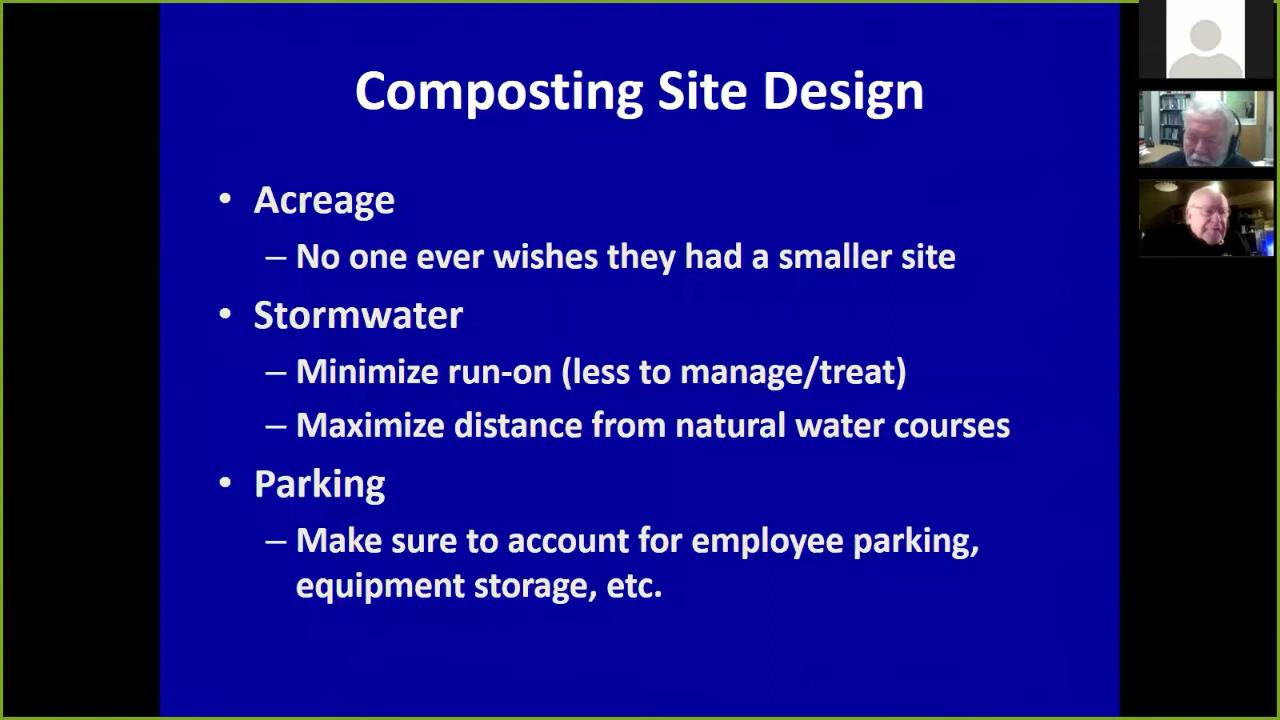 Composting Site Design
• Acreage
– No one ever wishes they had a smaller site
• Stormwater
– Minimize run-on (less to manage/treat)
– Maximize distance from natural water courses
• Parking
– Make sure to account for employee parking,
equipment storage, etc.